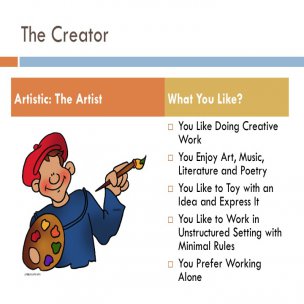 The Creator
Artistic: The Artist
What You Like?
You Like Doing Creative
Work
You Enjoy Art, Music,
Literature and Poetry
You Like to Toy with an
Idea and Express It
You Like to Work in
Unstructured Setting with
Minimal Rules
You Prefer Working
Alone